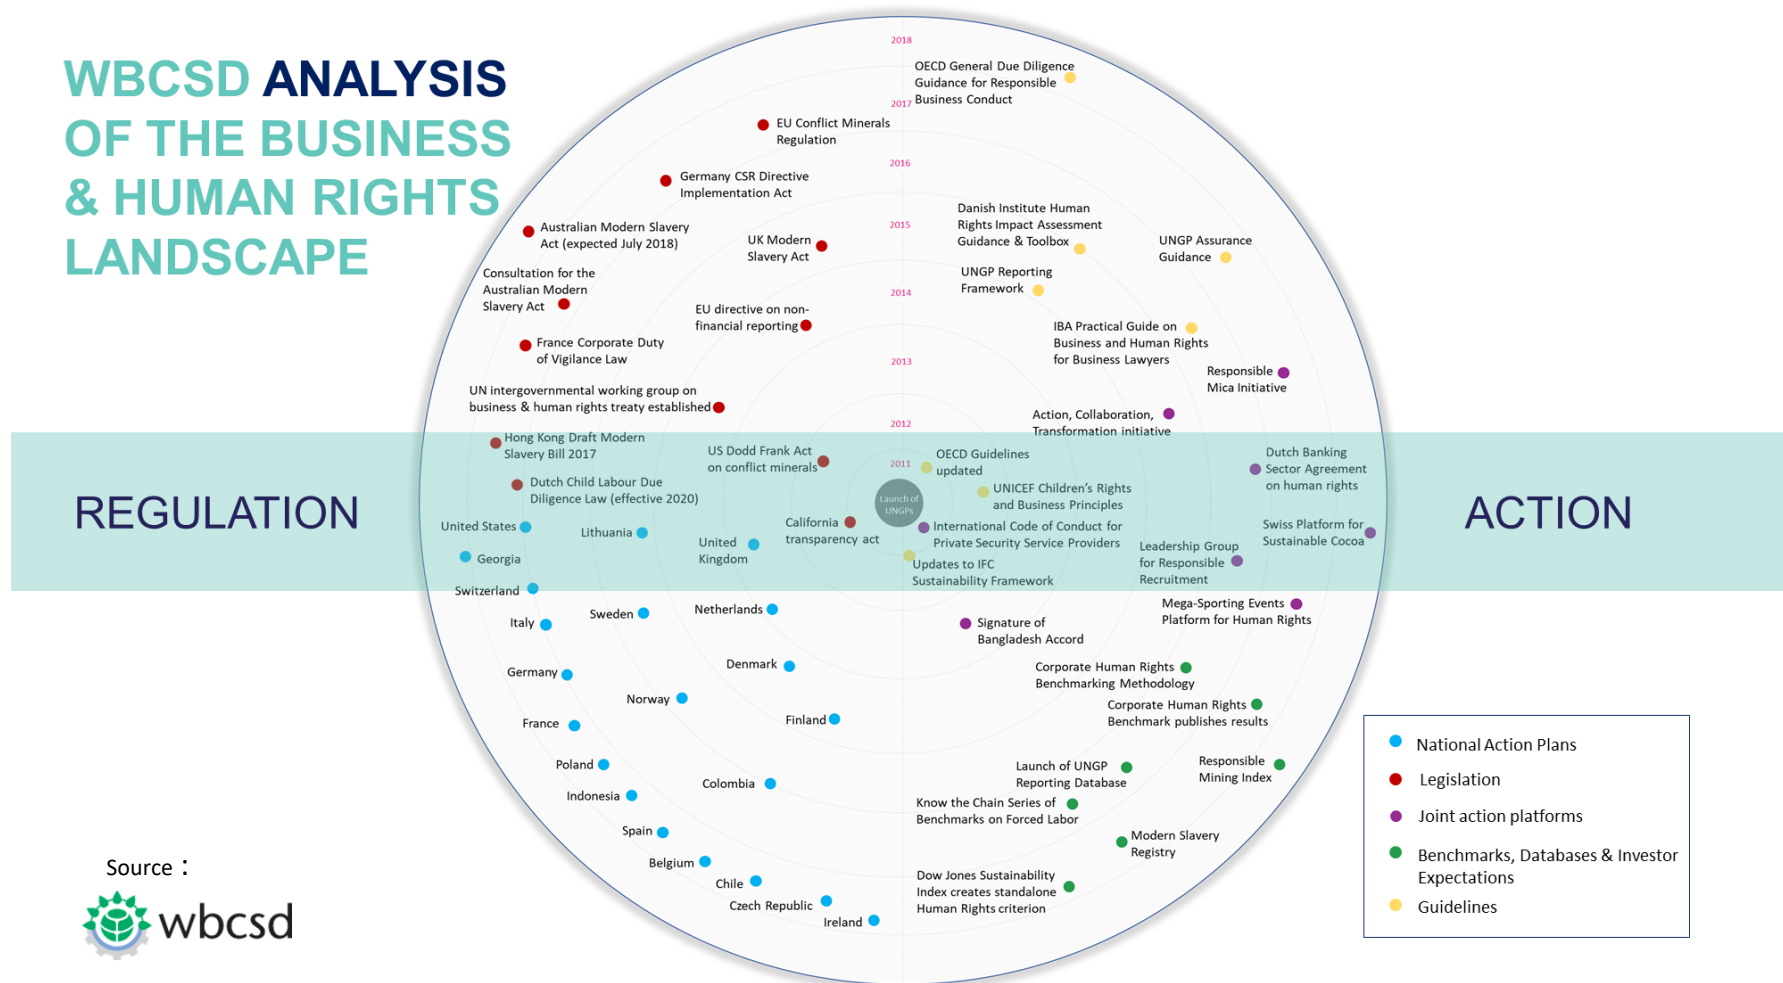 WBCSD ANALYSIS
OF THE BUSINESS
& HUMAN RIGHTS
LANDSCAPE
2018
OECD General Due Diligence
Guidance for Responsible
Business Conduct
2017
EU Conflict Minerals
Regulation
2016
Germany CSR Directive
Implementation Act
Danish Institute Human
Rights Impact Assessment
Guidance & Toolbox
2015
Australian Modern Slavery
Act (expected July 2018)
UK Modern
Slavery Act
UNGP Assurance
Guidance
Consultation for the
Australian Modern
Slavery Act
UNGP Reporting
Framework
2014
EU directive on non-
financial reporting
IBA Practical Guide on
Business and Human Rights
for Business Lawyers
France Corporate Duty
of Vigilance Law
2013
Responsible
Mica Initiative
UN intergovernmental working group on
business & human rights treaty established
Action, Collaboration,
Transformation initiative
2012
Hong Kong Draft Modern
Slavery Bill 2017
US Dodd Frank Act
on conflict minerals
2011
OECD Guidelines
updated
Dutch Banking
Sector Agreement
on human rights
Dutch Child Labour Due
Diligence Law (effective 2020)
Launch of
UNGPs
UNICEF Children's Rights
and Business Principles
REGULATION
ACTION
United States
Lithuania
United
Kingdom
California
transparency act
International Code of Conduct for
Private Security Service Providers
Swiss Platform for
Sustainable Cocoa
Leadership Group
for Responsible
Recruitment
Georgia
Updates to IFC
Sustainability Framework
Switzerland
Netherlands
Mega-Sporting Events
Platform for Human Rights
Sweden
Italy
Signature of
Bangladesh Accord
Denmark
Corporate Human Rights
Benchmarking Methodology
Germany
Norway
Corporate Human Rights
Benchmark publishes results
Finland
France
Poland
Launch of UNGP
Reporting Database
Responsible
Mining Index
Colombia
Indonesia
Know the Chain Series of
Benchmarks on Forced Labor
Spain
Modern Slavery
Registry
Belgium
Chile
Dow Jones Sustainability
Index creates standalone
Human Rights criterion
Czech Republic
Ireland
National Action Plans
Legislation
Joint action platforms
Benchmarks, Databases & Investor
Expectations
Guidelines
Source：
wbcsd